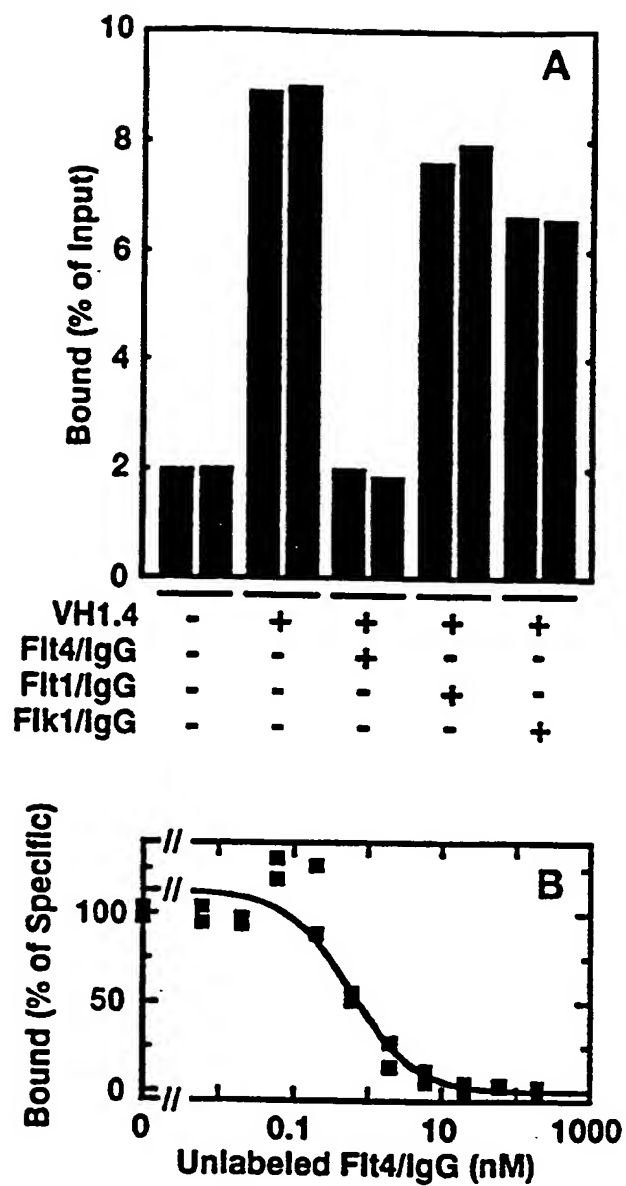 10
A
8
6
4
2
0
Bound (% of Input)
VH1.4 - + + + +
Flt4/IgG - - + - -
Flt1/IgG - - - + -
Flk1/IgG - - - - +
B
100
50
0
Bound (% of Specific)
0 0.1 10 1000
Unlabeled Flt4/IgG (nM)